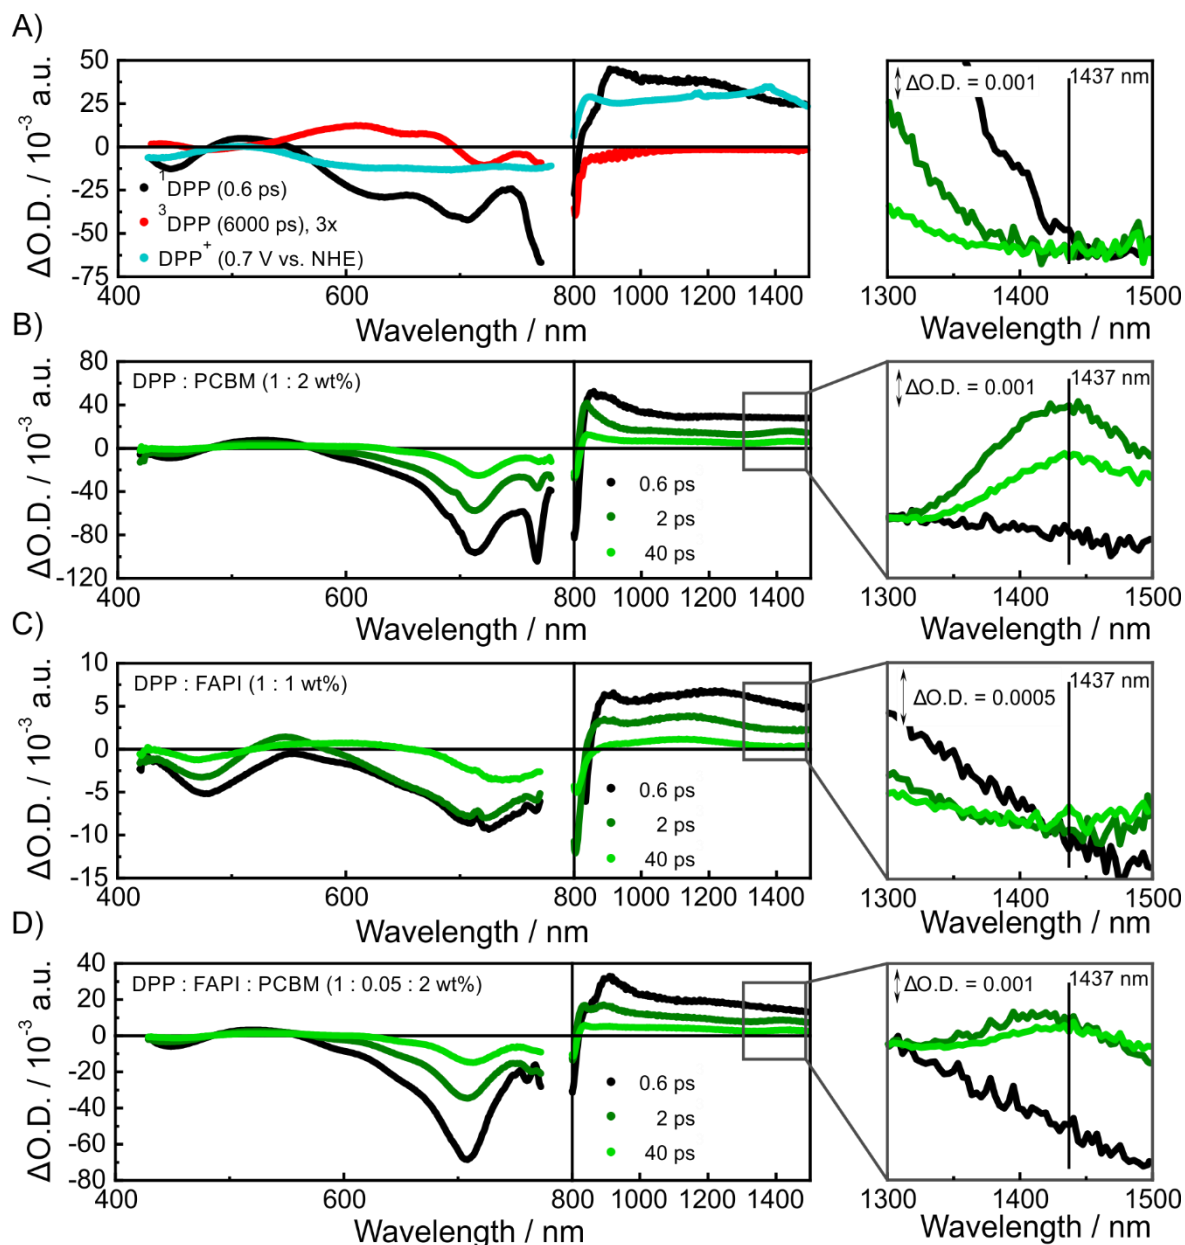 A)
50
25
0
-25
-50
-75
ΔO.D. / 10⁻³ a.u.
¹DPP (0.6 ps)
³DPP (6000 ps), 3x
DPP⁺ (0.7 V vs. NHE)
400 600 800 1000 1200 1400
Wavelength / nm
ΔO.D. = 0.001
1437 nm
1300 1400 1500
Wavelength / nm
B)
80
40
0
-40
-80
-120
ΔO.D. / 10⁻³ a.u.
DPP : PCBM (1 : 2 wt%)
0.6 ps
2 ps
40 ps
400 600 800 1000 1200 1400
Wavelength / nm
ΔO.D. = 0.001
1437 nm
1300 1400 1500
Wavelength / nm
C)
10
5
0
-5
-10
-15
ΔO.D. / 10⁻³ a.u.
DPP : FAPI (1 : 1 wt%)
0.6 ps
2 ps
40 ps
400 600 800 1000 1200 1400
Wavelength / nm
ΔO.D. = 0.0005
1437 nm
1300 1400 1500
Wavelength / nm
D)
40
20
0
-20
-40
-60
-80
ΔO.D. / 10⁻³ a.u.
DPP : FAPI : PCBM (1 : 0.05 : 2 wt%)
0.6 ps
2 ps
40 ps
400 600 800 1000 1200 1400
Wavelength / nm
ΔO.D. = 0.001
1437 nm
1300 1400 1500
Wavelength / nm